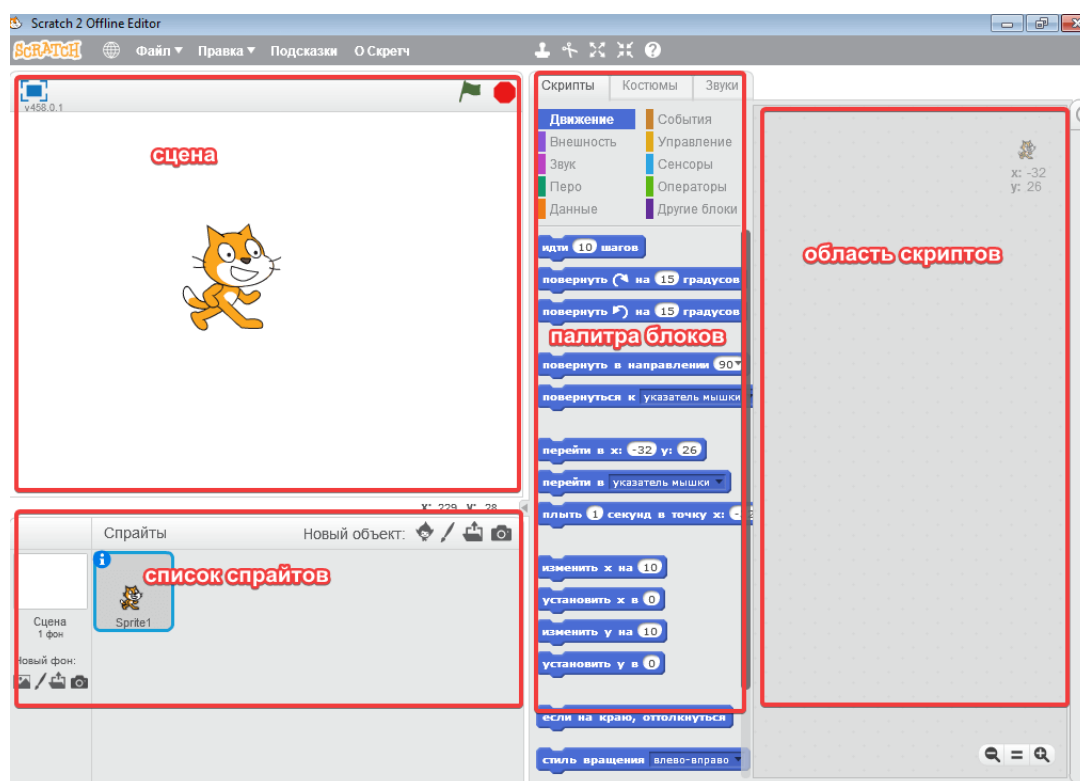 Scratch 2 Offline Editor
SCRATCH Файл Правка Подсказки О Скретч
v458.0.1
сцена
X: 229 Y: 28
Спрайты Новый объект:
список спрайтов
Sprite1
Сцена
1 фон
Новый фон:
Скрипты Костюмы Звуки
Движение События
Внешность Управление
Звук Сенсоры
Перо Операторы
Данные Другие блоки
идти 10 шагов
повернуть на 15 градусов
повернуть на 15 градусов
палитра блоков
повернуть в направлении 90
повернуться к указатель мышки
перейти в x: -32 y: 26
перейти в указатель мышки
плыть 1 секунд в точку x:
изменить x на 10
установить x в 0
изменить y на 10
установить y в 0
если на краю, оттолкнуться
стиль вращения влево-вправо
x: -32
y: 26
область скриптов